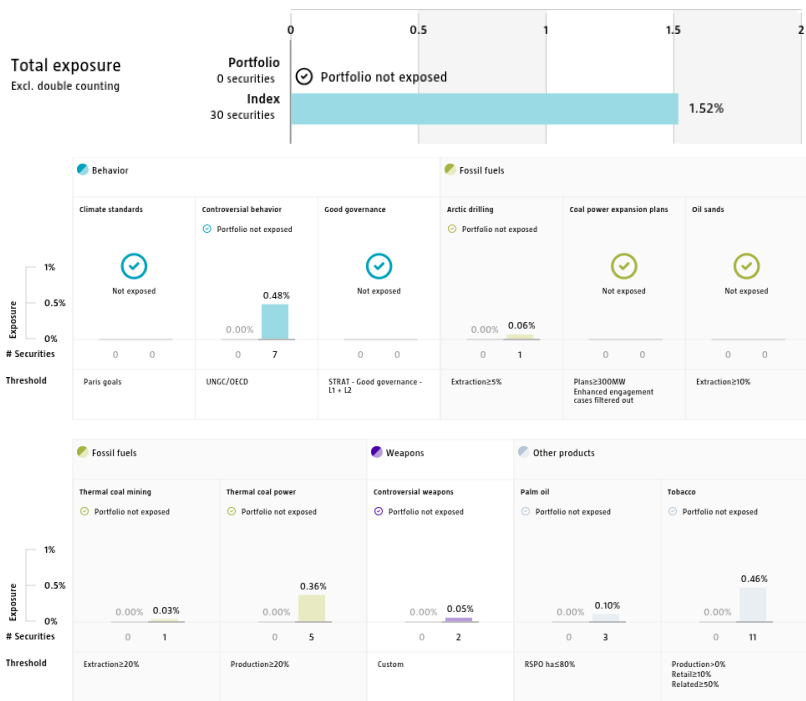 0 0.5 1 1.5 2
Total exposure
Excl. double counting
Portfolio
0 securities
Portfolio not exposed
Index
30 securities
1.52%
Behavior
Fossil fuels
Climate standards
Controversial behavior
Good governance
Arctic drilling
Coal power expansion plans
Oil sands
Portfolio not exposed
Portfolio not exposed
Not exposed
Not exposed
Not exposed
Not exposed
Exposure
1%
0.5%
0%
0.00% 0.48%
0.00% 0.06%
# Securities
0 0
0 7
0 0
0 1
0 0
0 0
Threshold
Paris goals
UNGC/OECD
STRAT - Good governance -
L1 + L2
Extraction≥5%
Plans≥300MW
Enhanced engagement
cases filtered out
Extraction≥10%
Fossil fuels
Weapons
Other products
Thermal coal mining
Thermal coal power
Controversial weapons
Palm oil
Tobacco
Portfolio not exposed
Portfolio not exposed
Portfolio not exposed
Portfolio not exposed
Portfolio not exposed
Exposure
1%
0.5%
0%
0.00% 0.03%
0.00% 0.36%
0.00% 0.05%
0.00% 0.10%
0.00% 0.46%
# Securities
0 1
0 5
0 2
0 3
0 11
Threshold
Extraction≥20%
Production≥20%
Custom
RSPO ha≤80%
Production>0%
Retail≥10%
Related≥50%